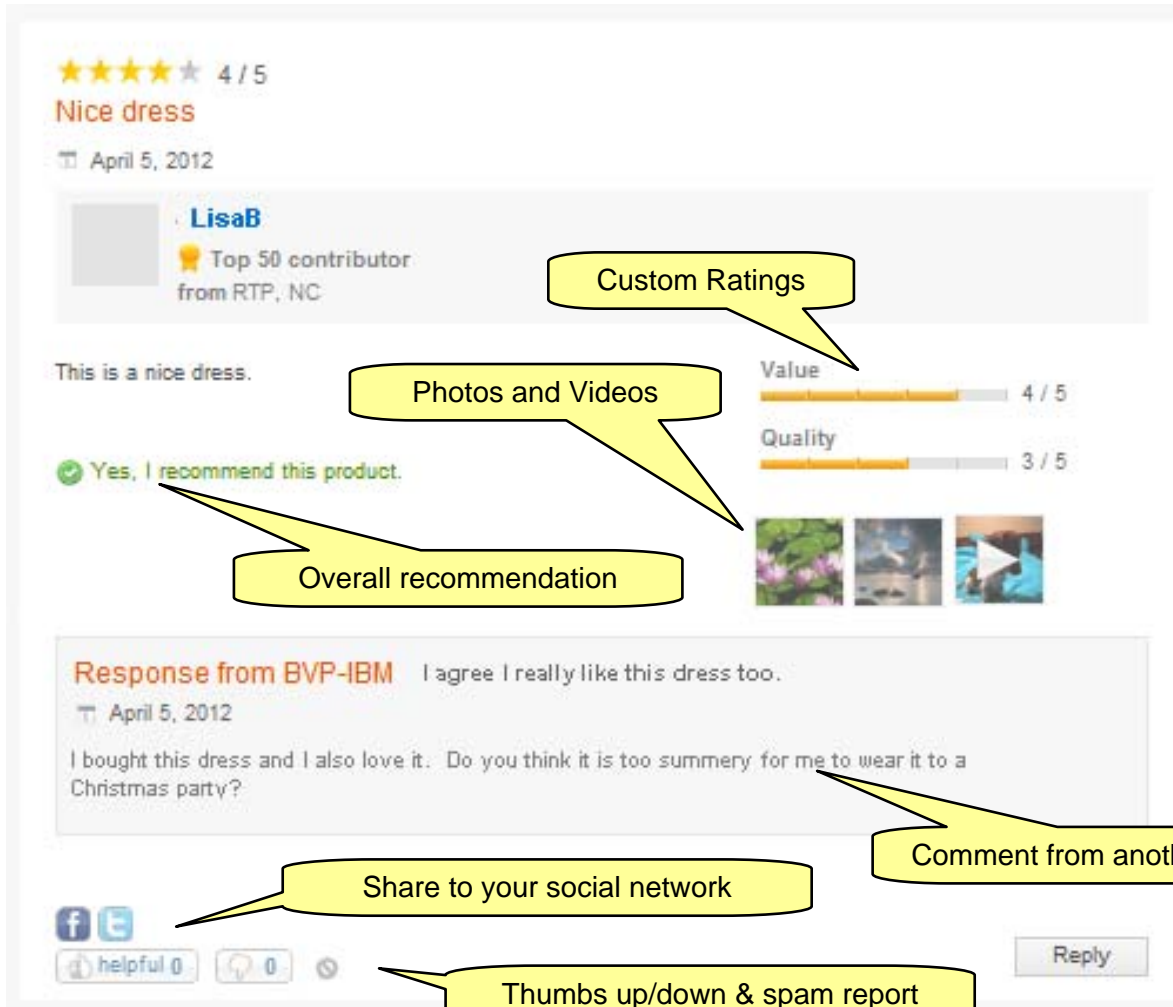 4 / 5
Nice dress
April 5, 2012
LisaB
Top 50 contributor
from RTP, NC
Custom Ratings
This is a nice dress.
Photos and Videos
Value
4 / 5
Quality
3 / 5
Yes, I recommend this product.
Overall recommendation
Response from BVP-IBM I agree I really like this dress too.
April 5, 2012
I bought this dress and I also love it. Do you think it is too summery for me to wear it to a
Christmas party?
Comment from
Share to your social network
helpful 0
0
Reply
Thumbs up/down & spam report